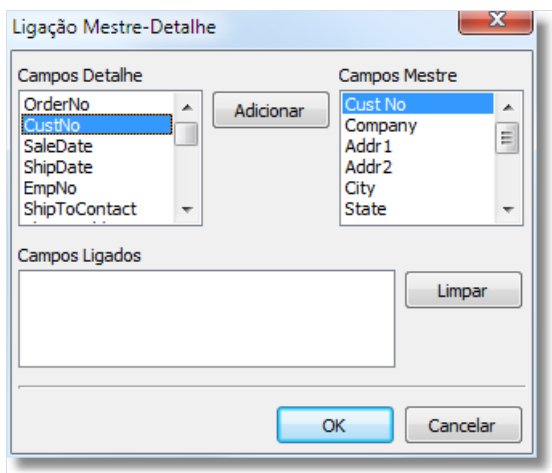 Ligação Mestre-Detalhe
Campos Detalhe
OrderNo
CustNo
SaleDate
ShipDate
EmpNo
ShipToContact
Adicionar
Campos Mestre
Cust No
Company
Addr1
Addr2
City
State
Campos Ligados
Limpar
OK
Cancelar